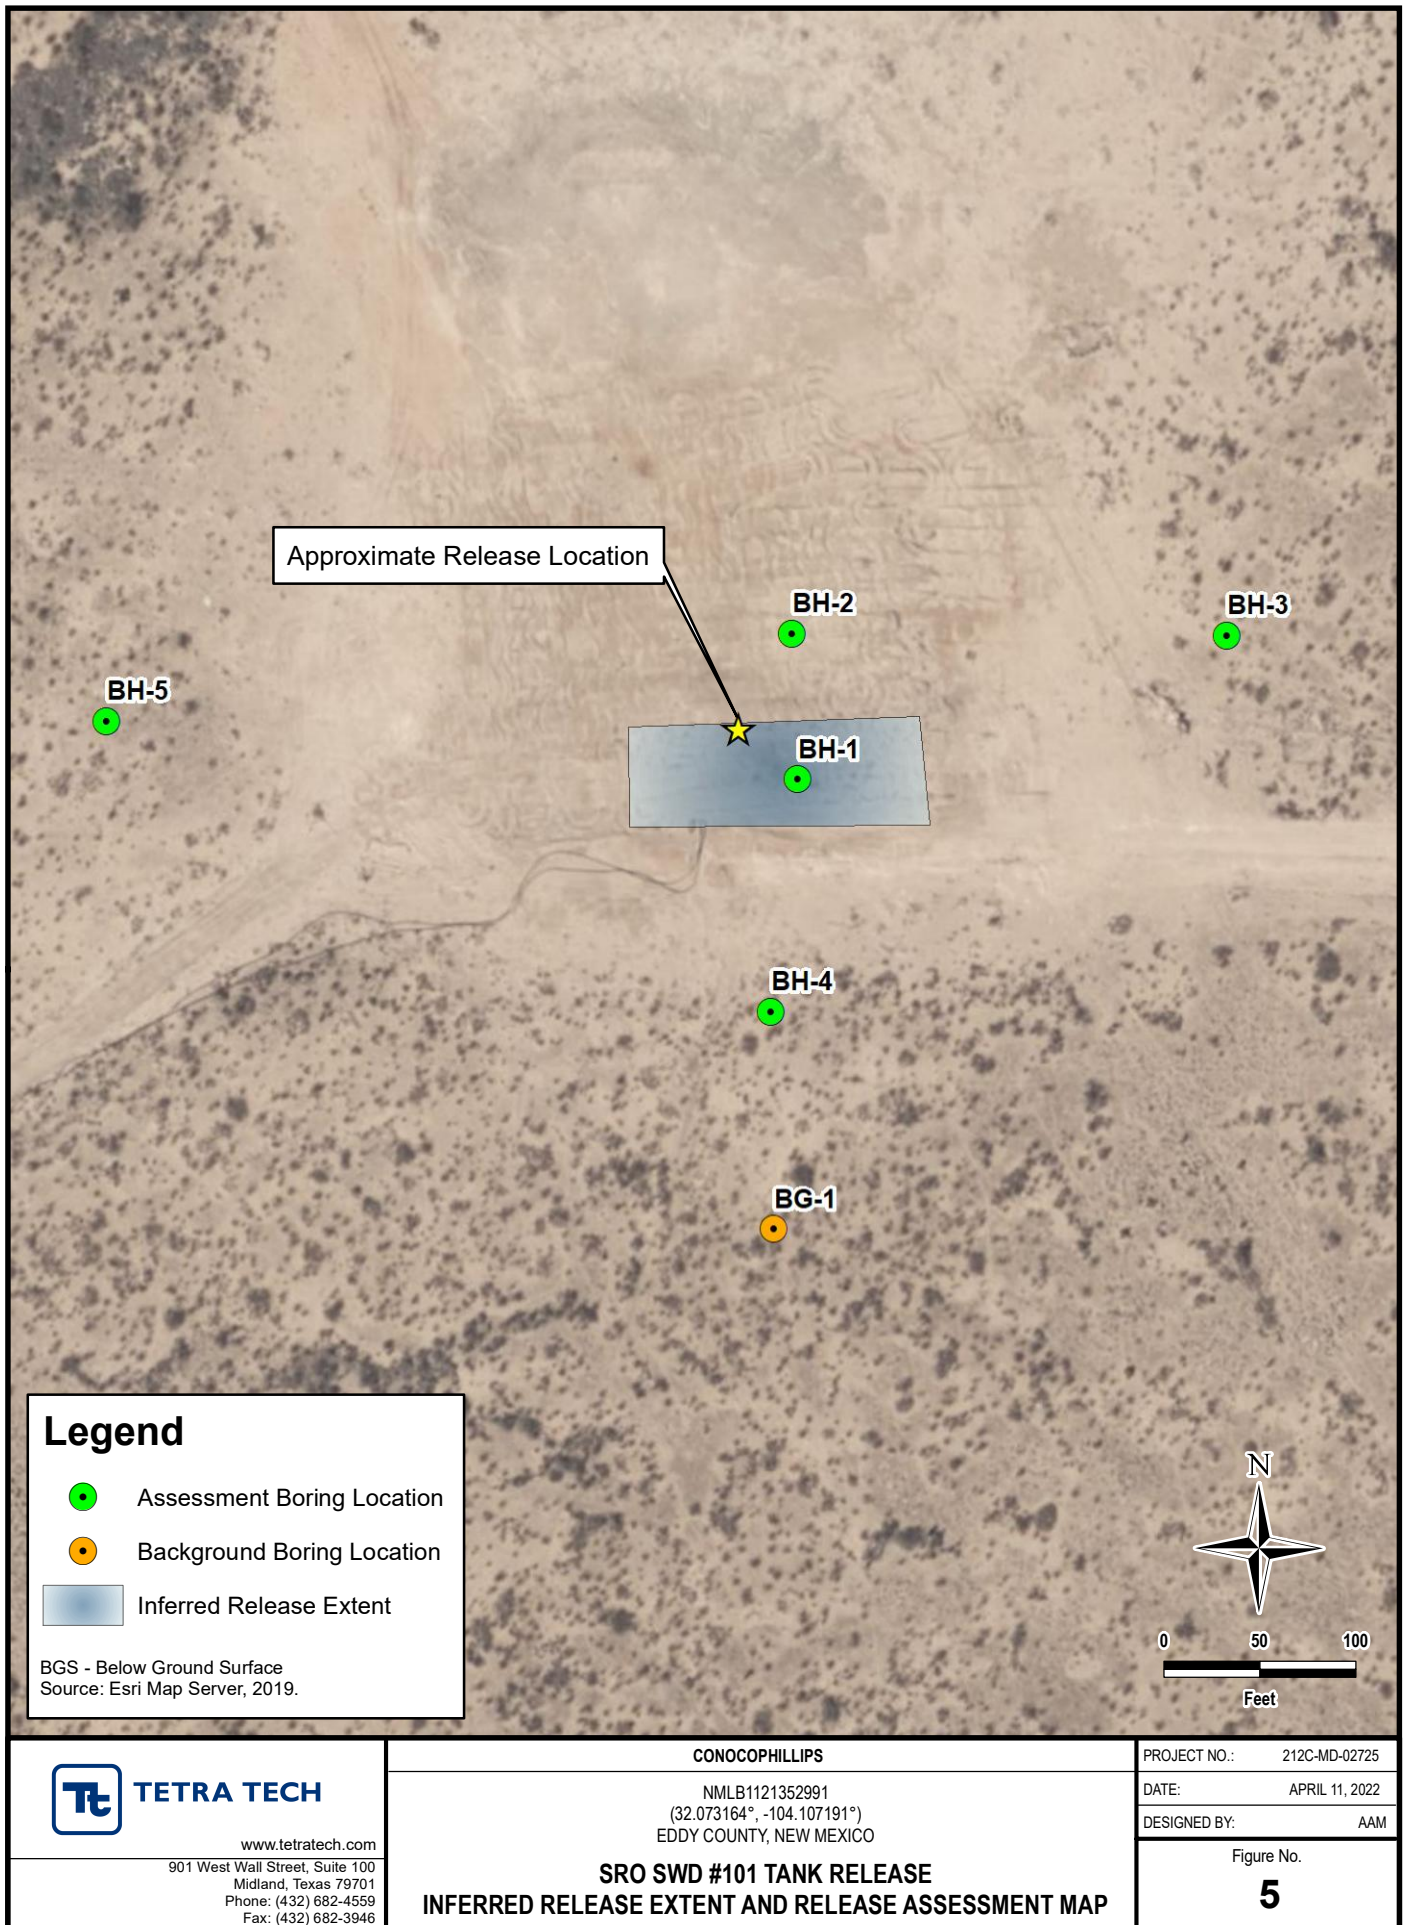 Approximate Release Location
BH-2
BH-3
BH-5
BH-1
BH-4
BG-1
Legend
Assessment Boring Location
Background Boring Location
Inferred Release Extent
BGS - Below Ground Surface
Source: Esri Map Server, 2019.
N
0 50 100
Feet
Tt TETRA TECH
www.tetratech.com
901 West Wall Street, Suite 100
Midland, Texas 79701
Phone: (432) 682-4559
Fax: (432) 682-3946
CONOCOPHILLIPS
NMLB1121352991
(32.073164°, -104.107191°)
EDDY COUNTY, NEW MEXICO
SRO SWD #101 TANK RELEASE
INFERRED RELEASE EXTENT AND RELEASE ASSESSMENT MAP
PROJECT NO.: 212C-MD-02725
DATE: APRIL 11, 2022
DESIGNED BY: AAM
Figure No.
5